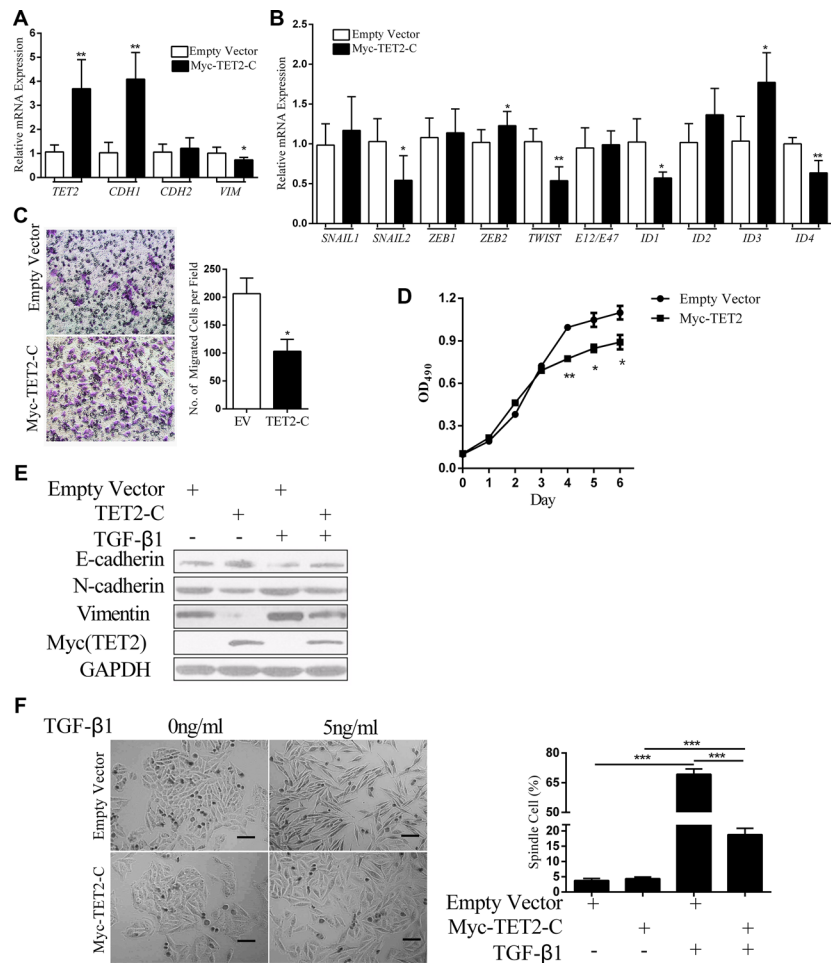 A
Relative mRNA Expression
6
5
4
3
2
1
0
** ** *
Empty Vector
Myc-TET2-C
TET2 CDH1 CDH2 VIM
B
Relative mRNA Expression
2.5
2.0
1.5
1.0
0.5
0.0
Empty Vector
Myc-TET2-C
* * ** * * **
SNAIL1 SNAIL2 ZEB1 ZEB2 TWIST E12/E47 ID1 ID2 ID3 ID4
C
Empty Vector
Myc-TET2-C
No. of Migrated Cells per Field
250
200
150
100
50
0
*
EV TET2-C
D
OD490
1.2
0.9
0.6
0.3
0.0
Empty Vector
Myc-TET2
** * *
0 1 2 3 4 5 6
Day
E
Empty Vector + +
TET2-C + +
TGF-β1 - - + +
E-cadherin
N-cadherin
Vimentin
Myc(TET2)
GAPDH
F
TGF-β1 0ng/ml 5ng/ml
Empty Vector
Myc-TET2-C
Spindle Cell (%)
80
65
50
20
15
10
5
0
***
*** ***
Empty Vector + +
Myc-TET2-C + +
TGF-β1 - - + +